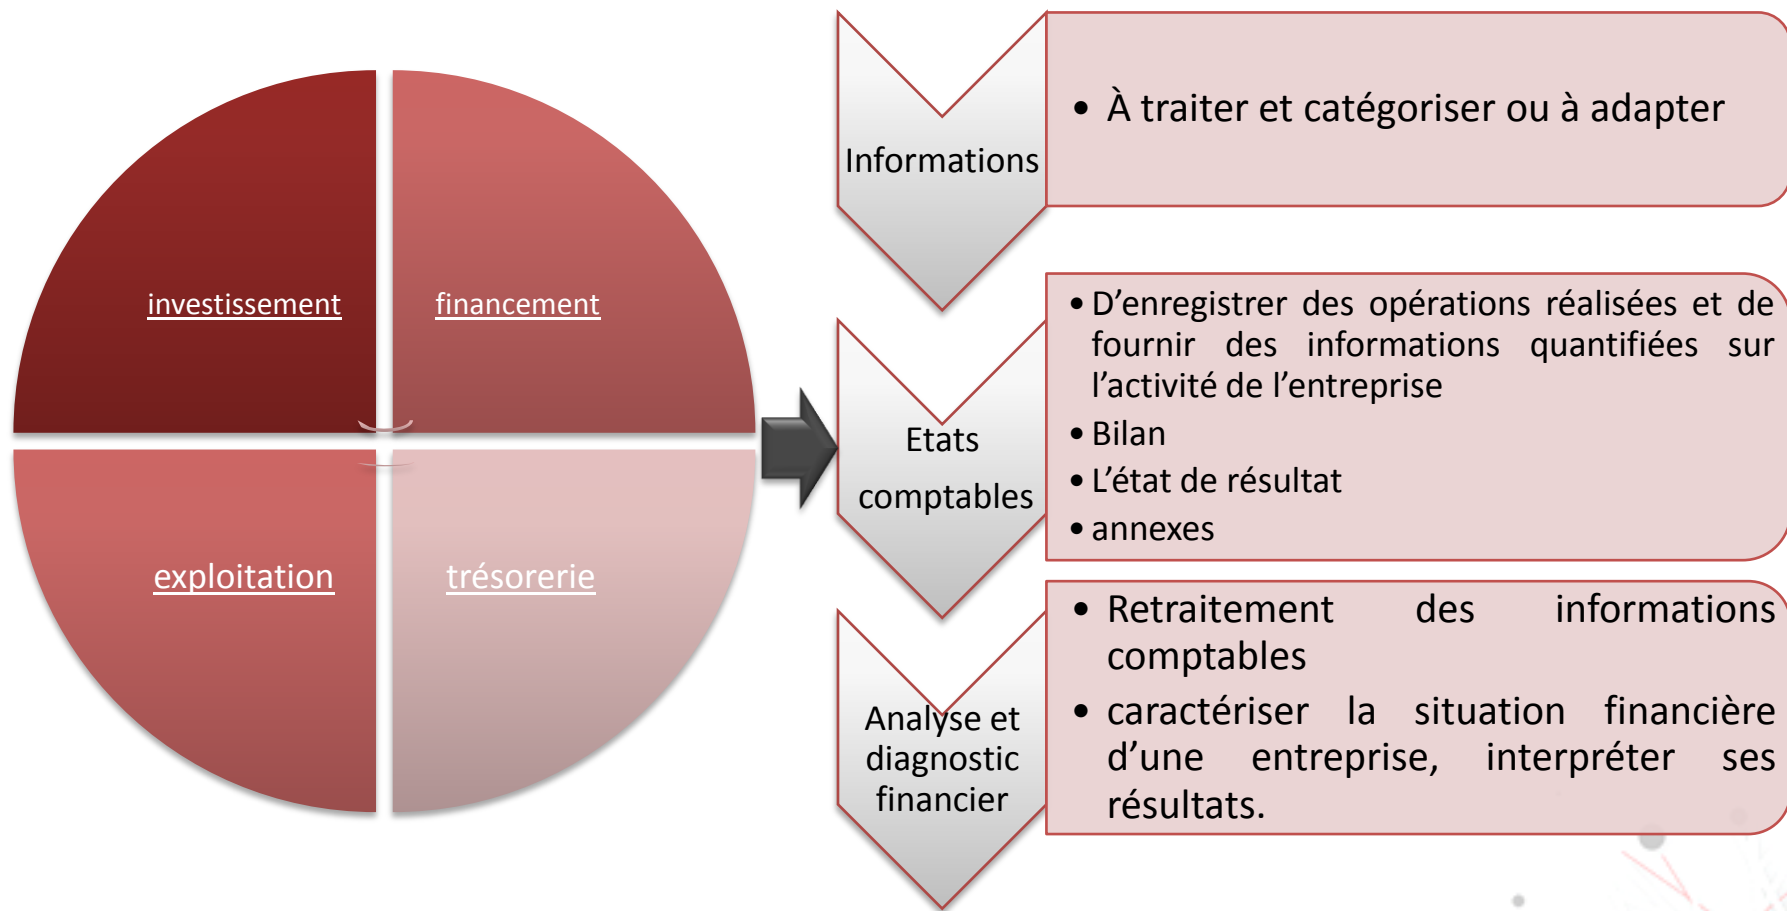 investissement
financement
exploitation
trésorerie
Informations
• À traiter et catégoriser ou à adapter
Etats
comptables
• D’enregistrer des opérations réalisées et de
fournir des informations quantifiées sur
l’activité de l’entreprise
• Bilan
• L’état de résultat
• annexes
Analyse et
diagnostic
financier
• Retraitement des informations
comptables
• caractériser la situation financière
d’une entreprise, interpréter ses
résultats.